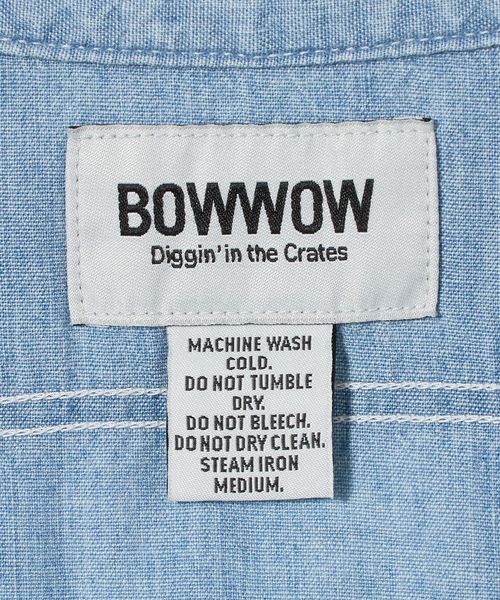 BOWWOW
Diggin' in the Crates
MACHINE WASH
COLD.
DO NOT TUMBLE
DRY.
DO NOT BLEECH.
DO NOT DRY CLEAN.
STEAM IRON
MEDIUM.